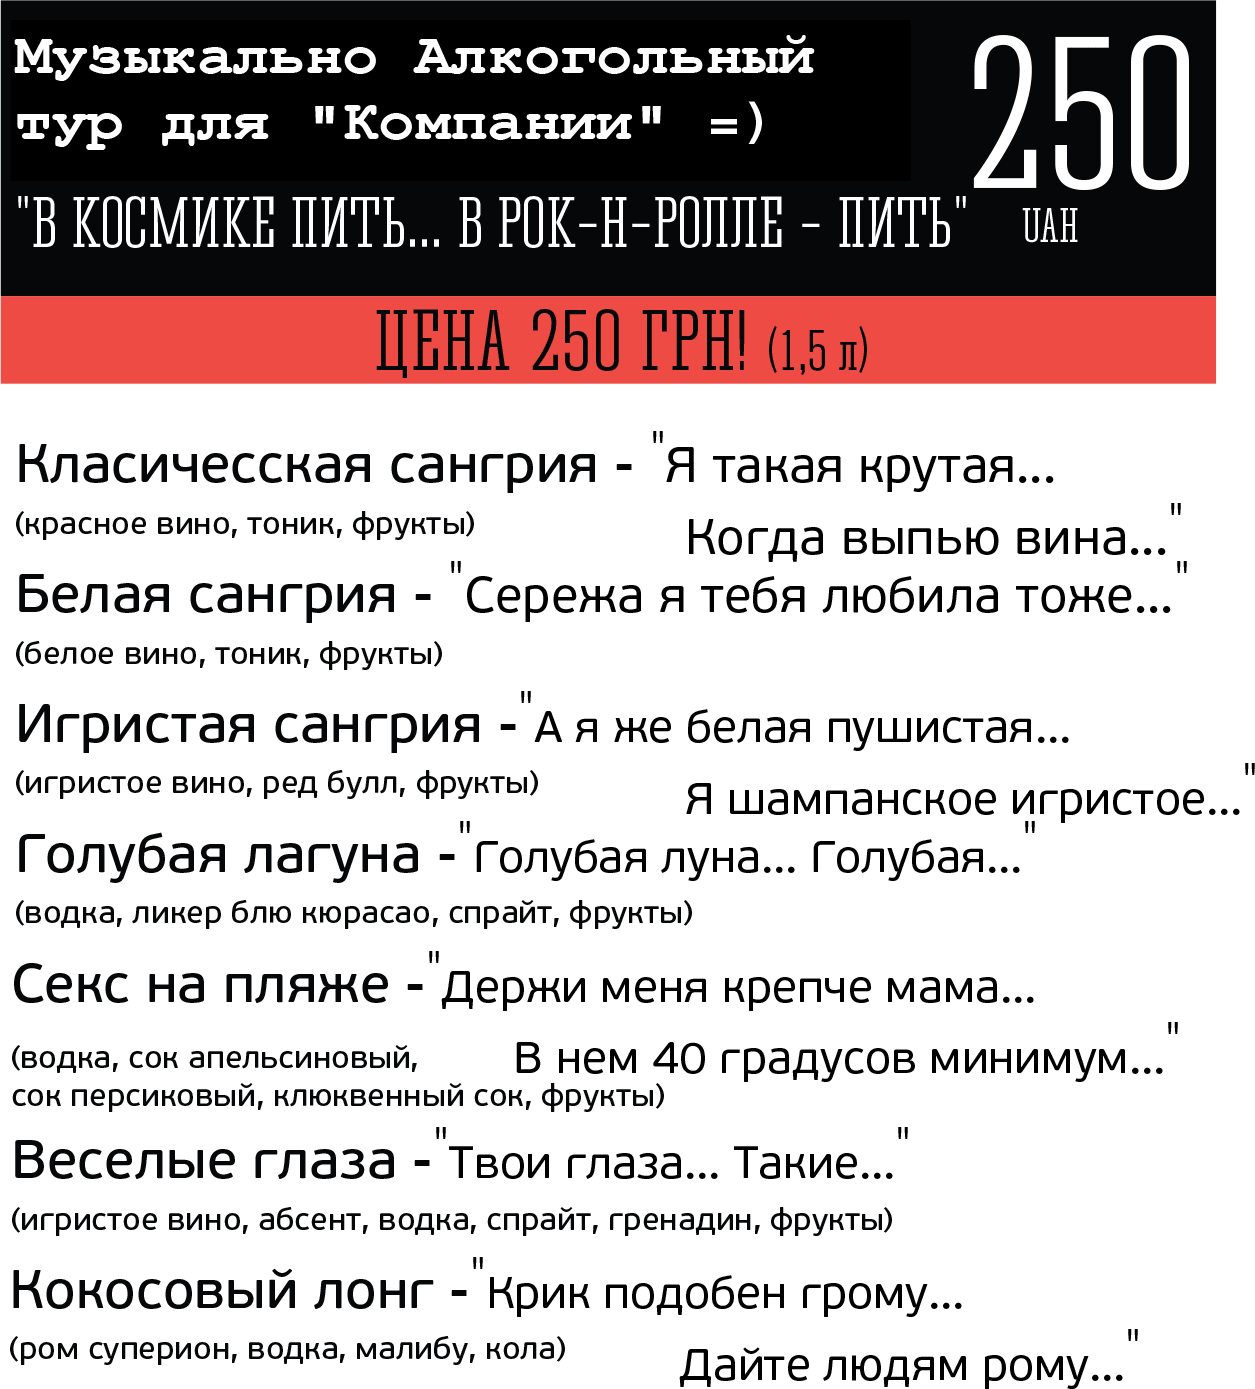 Музыкально Алкогольный
тур для "Компании" =)
250
"В КОСМИКЕ ПИТЬ... В РОК-Н-РОЛЛЕ - ПИТЬ"
UAH
ЦЕНА 250 ГРН! (1,5 л)
Класичесская сангрия - "Я такая крутая...
(красное вино, тоник, фрукты)
Когда выпью вина..."
Белая сангрия - "Сережа я тебя любила тоже..."
(белое вино, тоник, фрукты)
Игристая сангрия -"А я же белая пушистая...
(игристое вино, ред булл, фрукты)
Я шампанское игристое..."
Голубая лагуна -"Голубая луна... Голубая..."
(водка, ликер блю кюрасао, спрайт, фрукты)
Секс на пляже -"Держи меня крепче мама...
(водка, сок апельсиновый,
В нем 40 градусов минимум..."
сок персиковый, клюквенный сок, фрукты)
Веселые глаза -"Твои глаза... Такие..."
(игристое вино, абсент, водка, спрайт, гренадин, фрукты)
Кокосовый лонг -"Крик подобен грому...
(ром суперион, водка, малибу, кола)
Дайте людям рому..."